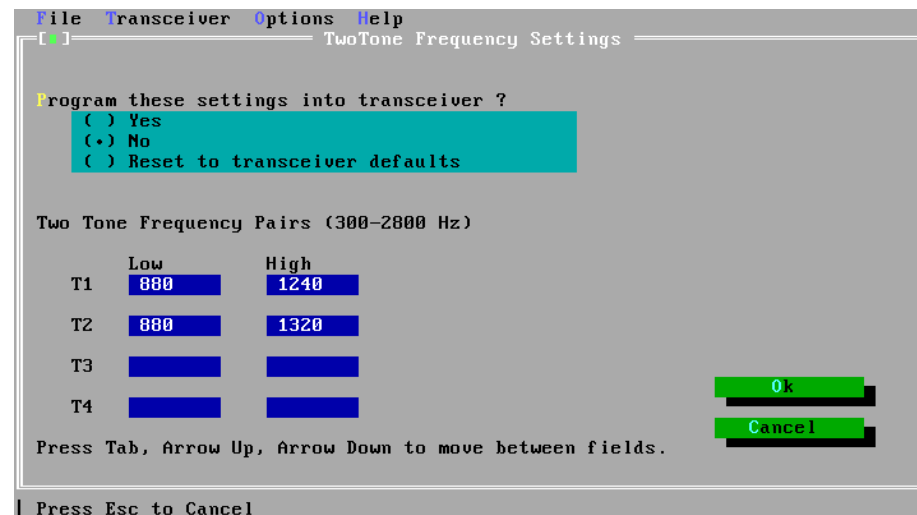 File Transceiver Options Help
[■] TwoTone Frequency Settings
Program these settings into transceiver ?
( ) Yes
(•) No
( ) Reset to transceiver defaults
Two Tone Frequency Pairs (300-2800 Hz)
Low High
T1 880 1240
T2 880 1320
T3
T4
Ok
Cancel
Press Tab, Arrow Up, Arrow Down to move between fields.
Press Esc to Cancel